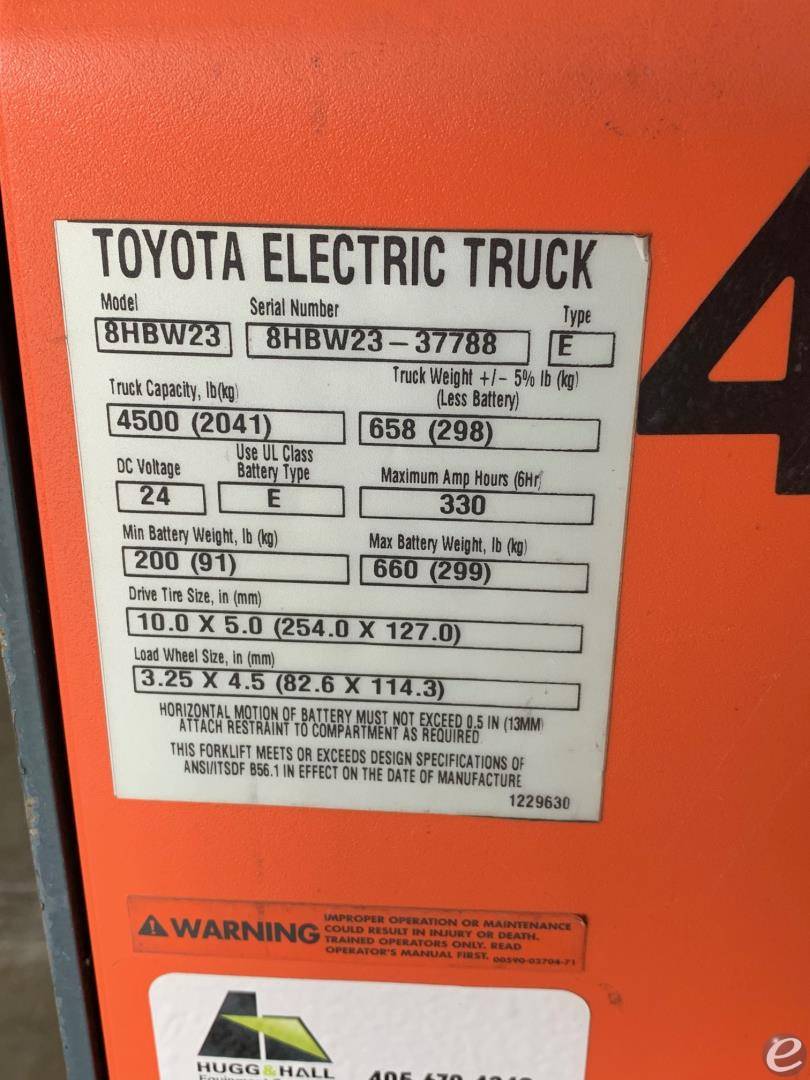 TOYOTA ELECTRIC TRUCK
Model Serial Number Type
8HBW23 8HBW23-37788 E
Truck Capacity, lb(kg) Truck Weight +/- 5% lb (kg)
(Less Battery)
4500 (2041) 658 (298)
DC Voltage Use UL Class
Battery Type Maximum Amp Hours (6Hr)
24 E 330
Min Battery Weight, lb (kg) Max Battery Weight, lb (kg)
200 (91) 660 (299)
Drive Tire Size, in (mm)
10.0 X 5.0 (254.0 X 127.0)
Load Wheel Size, in (mm)
3.25 X 4.5 (82.6 X 114.3)
HORIZONTAL MOTION OF BATTERY MUST NOT EXCEED 0.5 IN (13MM)
ATTACH RESTRAINT TO COMPARTMENT AS REQUIRED
THIS FORKLIFT MEETS OR EXCEEDS DESIGN SPECIFICATIONS OF
ANSI/ITSDF B56.1 IN EFFECT ON THE DATE OF MANUFACTURE
1229630
4
WARNING
IMPROPER OPERATION OR MAINTENANCE
COULD RESULT IN INJURY OR DEATH.
TRAINED OPERATORS ONLY. READ
OPERATOR'S MANUAL FIRST. 00590-03704-71
HUGG & HALL
e